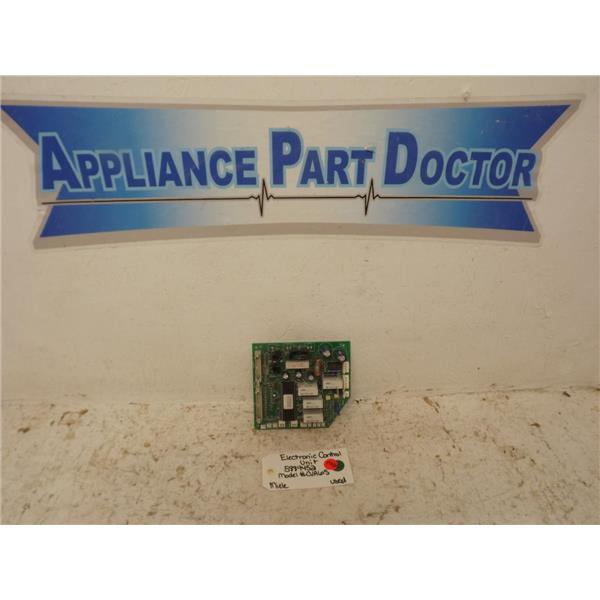 APPLIANCE PART DOCTOR
Electronic Control
Unit
Model #
Miele used